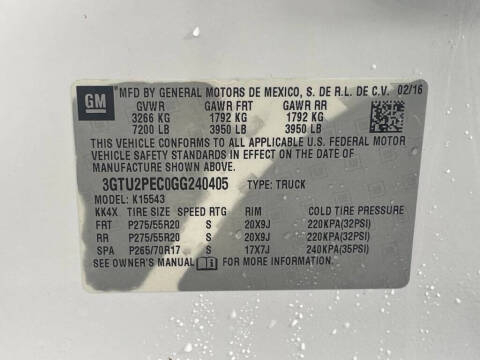 GM
MFD BY GENERAL MOTORS DE MEXICO, S. DE R.L. DE C.V. 02/16
GVWR GAWR FRT GAWR RR
3266 KG 1792 KG 1792 KG
7200 LB 3950 LB 3950 LB
THIS VEHICLE CONFORMS TO ALL APPLICABLE U.S. FEDERAL MOTOR
VEHICLE SAFETY STANDARDS IN EFFECT ON THE DATE OF
MANUFACTURE SHOWN ABOVE.
3GTU2PEC0GG240405 TYPE: TRUCK
MODEL: K15543
KK4X TIRE SIZE SPEED RTG RIM COLD TIRE PRESSURE
FRT P275/55R20 S 20X9J 220KPA(32PSI)
RR P275/55R20 S 20X9J 220KPA(32PSI)
SPA P265/70R17 S 17X7J 240KPA(35PSI)
SEE OWNER'S MANUAL FOR MORE INFORMATION.